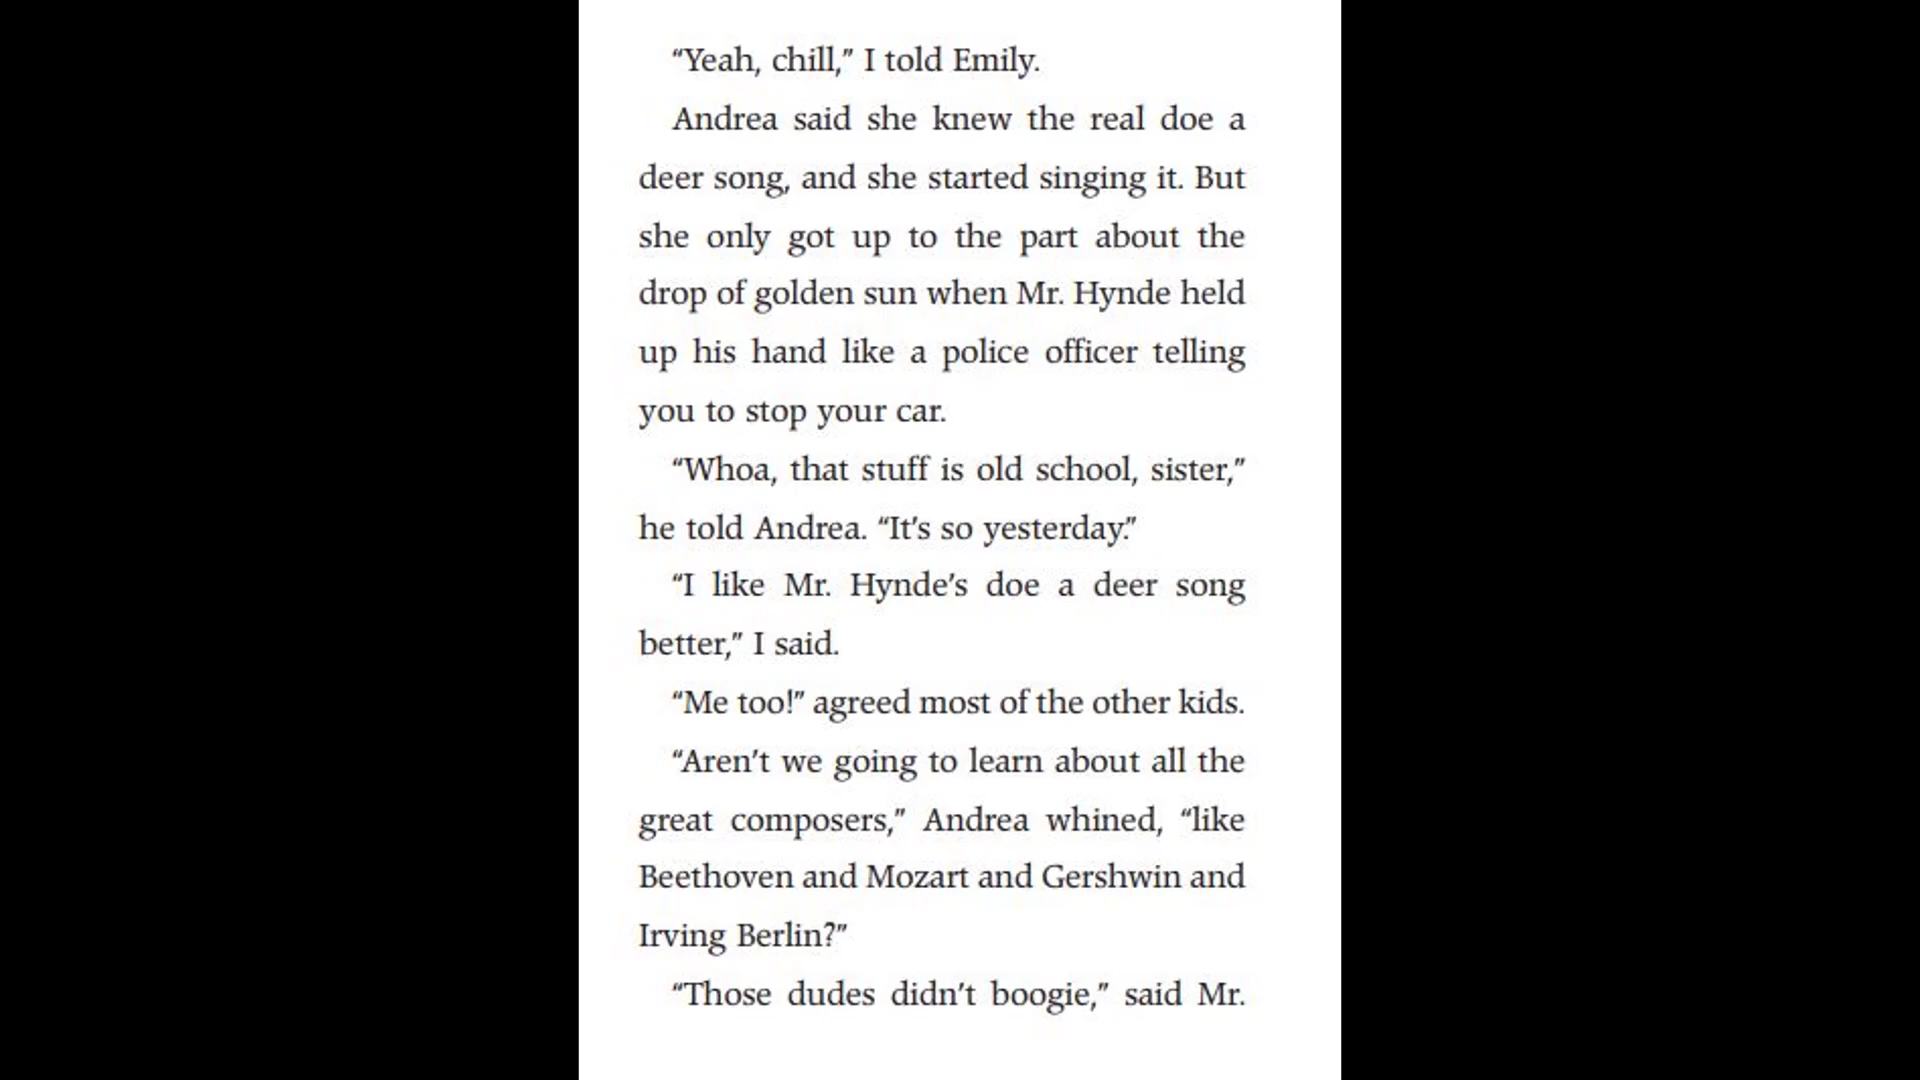 “Yeah, chill,” I told Emily.
Andrea said she knew the real doe a
deer song, and she started singing it. But
she only got up to the part about the
drop of golden sun when Mr. Hynde held
up his hand like a police officer telling
you to stop your car.
“Whoa, that stuff is old school, sister,”
he told Andrea. “It’s so yesterday.”
“I like Mr. Hynde’s doe a deer song
better,” I said.
“Me too!” agreed most of the other kids.
“Aren’t we going to learn about all the
great composers,” Andrea whined, “like
Beethoven and Mozart and Gershwin and
Irving Berlin?”
“Those dudes didn’t boogie,” said Mr.